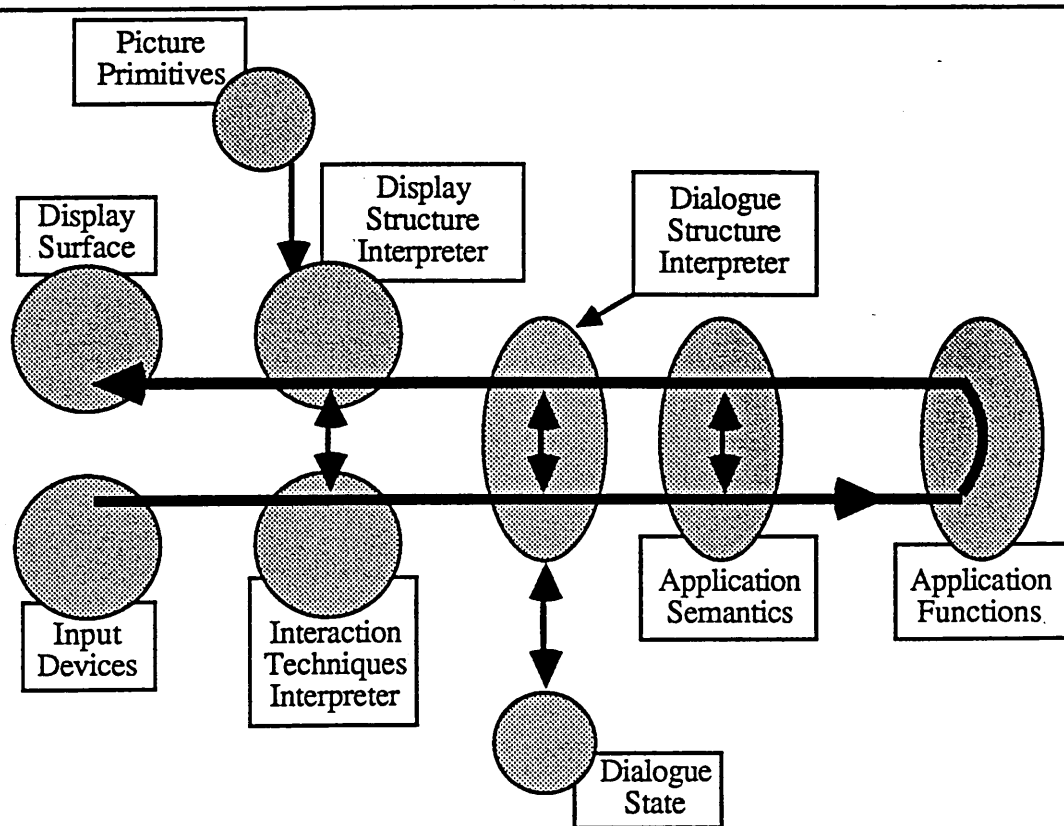 Picture
Primitives
Display
Structure
Interpreter
Dialogue
Structure
Interpreter
Display
Surface
Application
Semantics
Application
Functions
Input
Devices
Interaction
Techniques
Interpreter
Dialogue
State